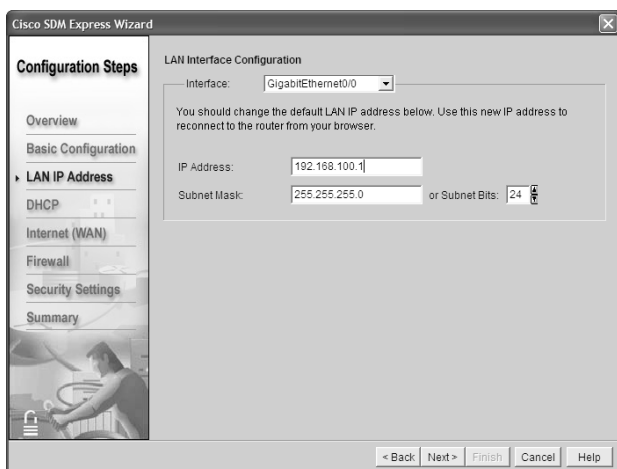 Cisco SDM Express Wizard
Configuration Steps
Overview
Basic Configuration
LAN IP Address
DHCP
Internet (WAN)
Firewall
Security Settings
Summary
LAN Interface Configuration
Interface: GigabitEthernet0/0
You should change the default LAN IP address below. Use this new IP address to
reconnect to the router from your browser.
IP Address: 192.168.100.1
Subnet Mask: 255.255.255.0 or Subnet Bits: 24
< Back Next > Finish Cancel Help